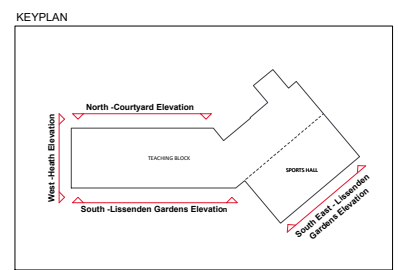 KEYPLAN
North -Courtyard Elevation
West -Heath Elevation
TEACHING BLOCK
SPORTS HALL
South -Lissenden Gardens Elevation
South East - Lissenden
Gardens Elevation